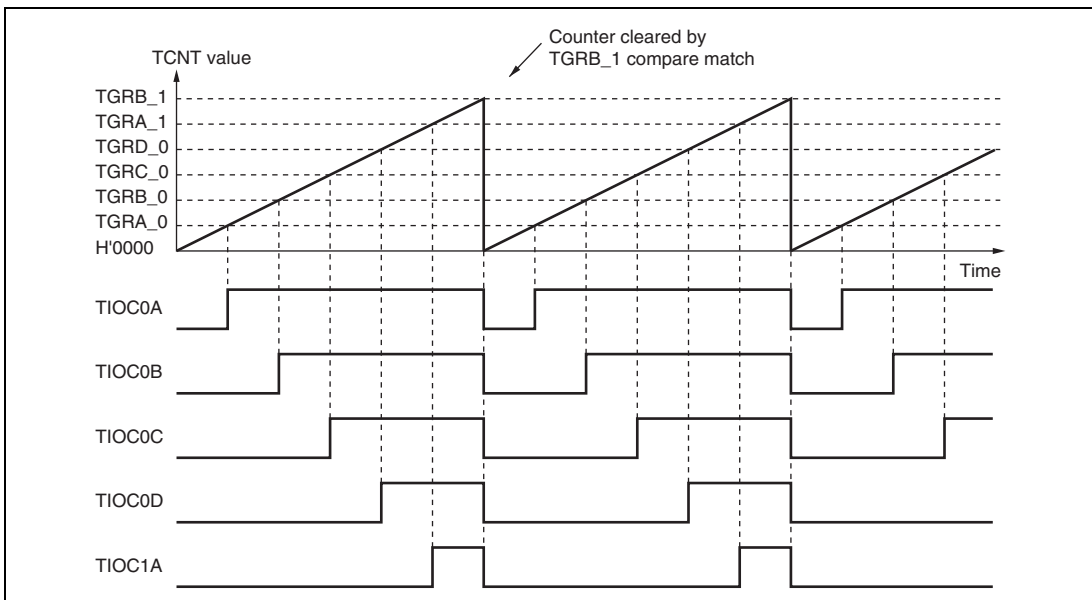 Counter cleared by
TGRB_1 compare match
TCNT value
TGRB_1
TGRA_1
TGRD_0
TGRC_0
TGRB_0
TGRA_0
H'0000
Time
TIOC0A
TIOC0B
TIOC0C
TIOC0D
TIOC1A